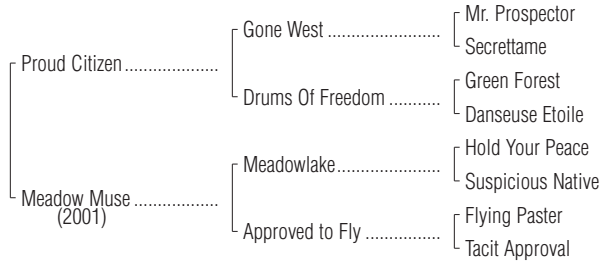 Mr. Prospector
Gone West
Secrettame
Proud Citizen
Green Forest
Drums Of Freedom
Danseuse Etoile
Hold Your Peace
Meadowlake
Suspicious Native
Meadow Muse
(2001)
Flying Paster
Approved to Fly
Tacit Approval